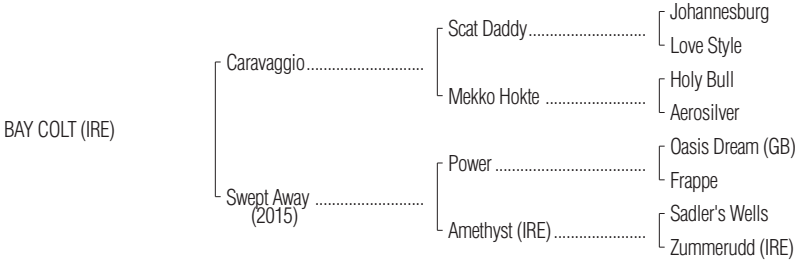 Johannesburg
Scat Daddy
Love Style
Caravaggio
Holy Bull
Mekko Hokte
Aerosilver
BAY COLT (IRE)
Oasis Dream (GB)
Power
Frappe
Swept Away
(2015)
Sadler's Wells
Amethyst (IRE)
Zummerudd (IRE)